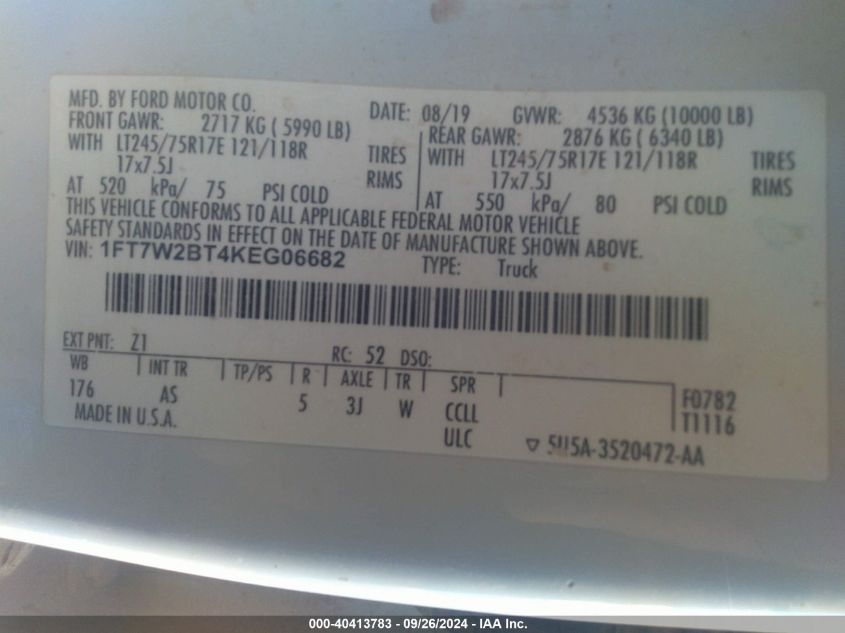 MFD. BY FORD MOTOR CO.
DATE: 08/19 GVWR: 4536 KG (10000 LB)
FRONT GAWR: 2717 KG ( 5990 LB)
WITH LT245/75R17E 121/118R TIRES
17x7.5J RIMS
AT 520 kPa/ 75 PSI COLD
REAR GAWR: 2876 KG ( 6340 LB)
WITH LT245/75R17E 121/118R TIRES
17x7.5J RIMS
AT 550 kPa/ 80 PSI COLD
THIS VEHICLE CONFORMS TO ALL APPLICABLE FEDERAL MOTOR VEHICLE
SAFETY STANDARDS IN EFFECT ON THE DATE OF MANUFACTURE SHOWN ABOVE.
VIN: 1FT7W2BT4KEG06682 TYPE: Truck
EXT PNT: Z1 RC: 52 DSO:
WB INT TR TP/PS R AXLE TR SPR
176 AS 5 3J W CCLL
ULC
F0782
T1116
MADE IN U.S.A.
▽ 5U5A-3520472-AA
000-40413783 - 09/26/2024 - IAA Inc.